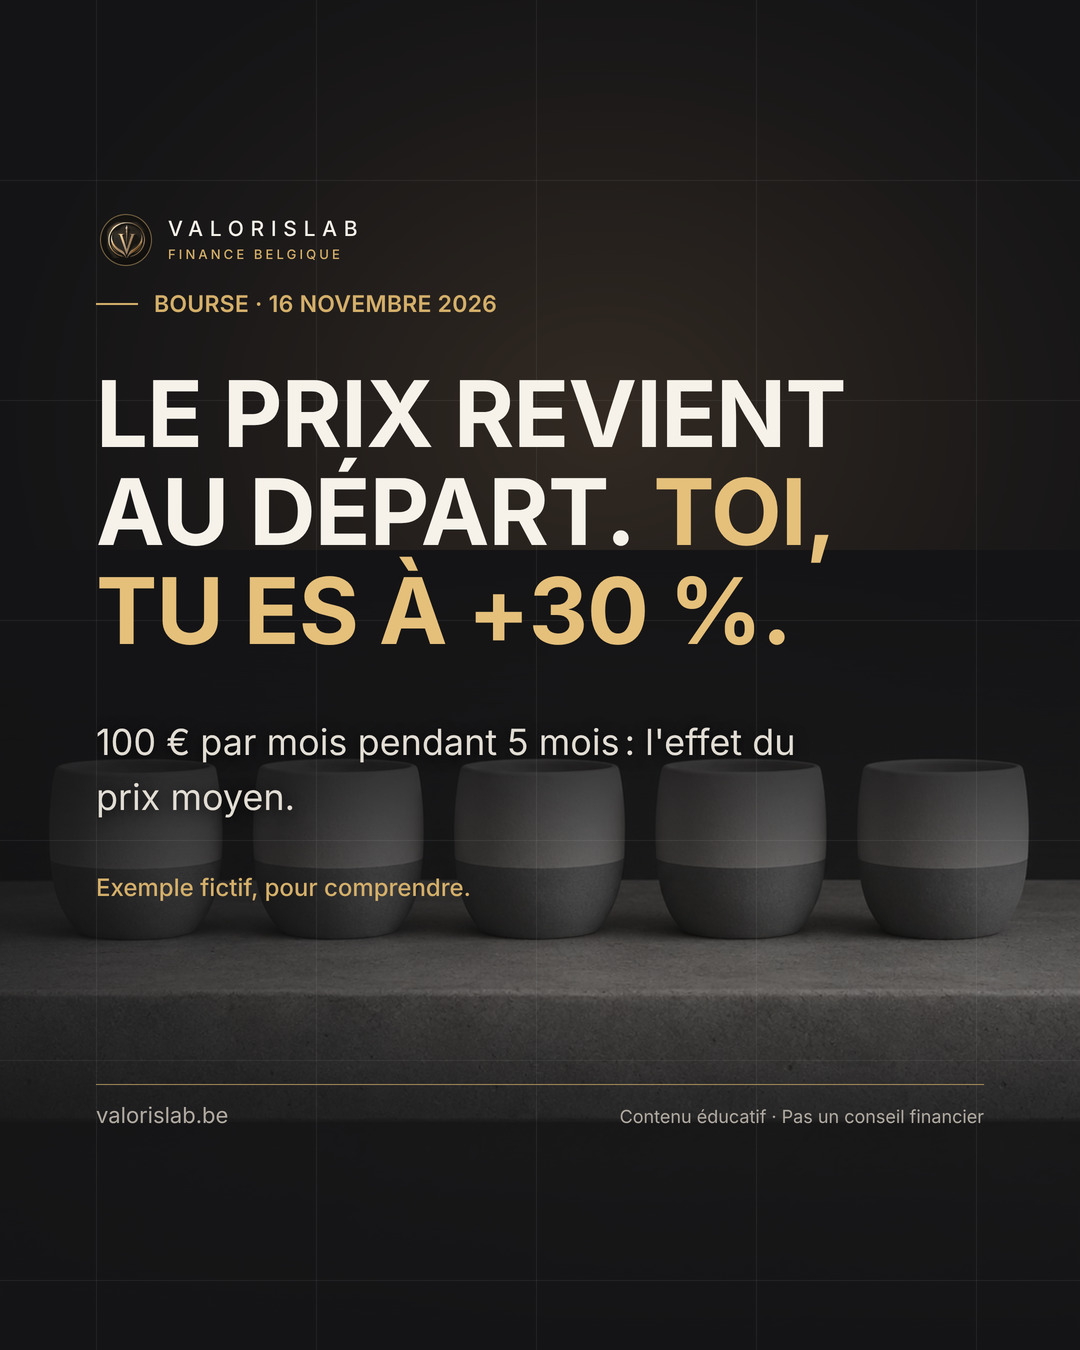 VALORISLAB
FINANCE BELGIQUE
BOURSE · 16 NOVEMBRE 2026
LE PRIX REVIENT
AU DÉPART. TOI,
TU ES À +30 %.
100 € par mois pendant 5 mois : l'effet du
prix moyen.
Exemple fictif, pour comprendre.
valorislab.be
Contenu éducatif · Pas un conseil financier